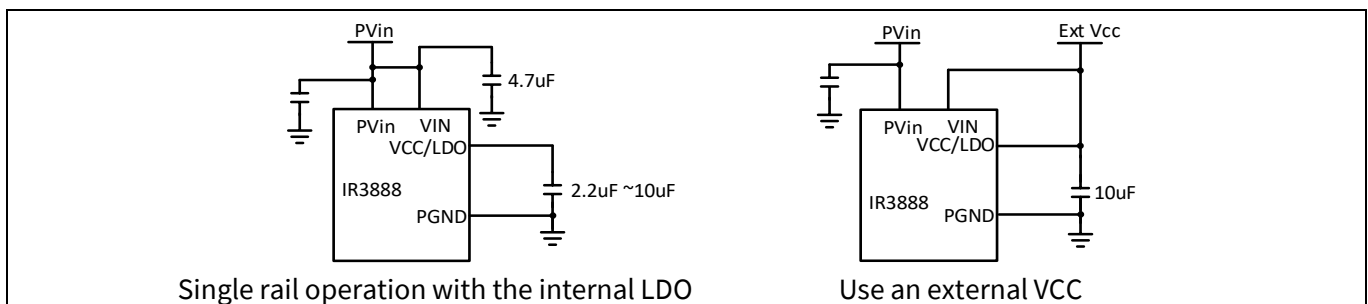 PVin
4.7uF
PVin VIN
VCC/LDO
IR3888
2.2uF ~10uF
PGND
Single rail operation with the internal LDO
PVin Ext Vcc
PVin VIN
VCC/LDO
IR3888
10uF
PGND
Use an external VCC